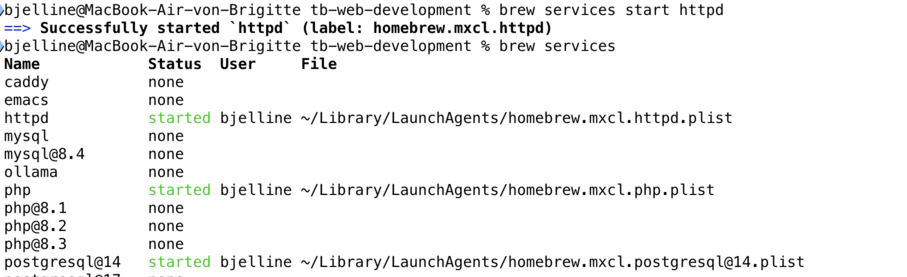 bjelline@MacBook-Air-von-Brigitte tb-web-development % brew services start httpd
==> Successfully started `httpd` (label: homebrew.mxcl.httpd)
bjelline@MacBook-Air-von-Brigitte tb-web-development % brew services
Name Status User File
caddy none
emacs none
httpd started bjelline ~/Library/LaunchAgents/homebrew.mxcl.httpd.plist
mysql none
mysql@8.4 none
ollama none
php started bjelline ~/Library/LaunchAgents/homebrew.mxcl.php.plist
php@8.1 none
php@8.2 none
php@8.3 none
postgresql@14 started bjelline ~/Library/LaunchAgents/homebrew.mxcl.postgresql@14.plist